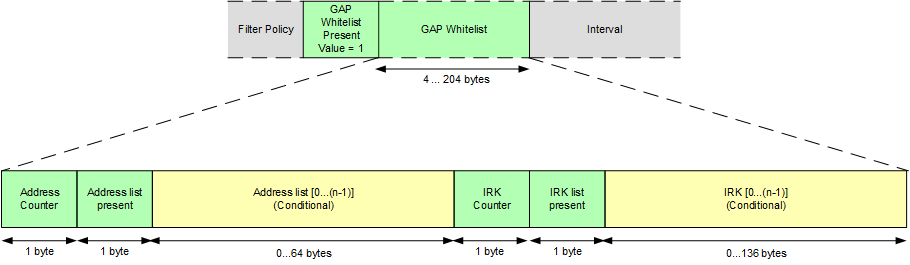 Filter Policy
GAP
Whitelist
Present
Value = 1
GAP Whitelist
Interval
4 ... 204 bytes
Address
Counter
Address list
present
Address list [0...(n-1)]
(Conditional)
IRK
Counter
IRK list
present
IRK [0...(n-1)]
(Conditional)
1 byte
1 byte
0...64 bytes
1 byte
1 byte
0...136 bytes